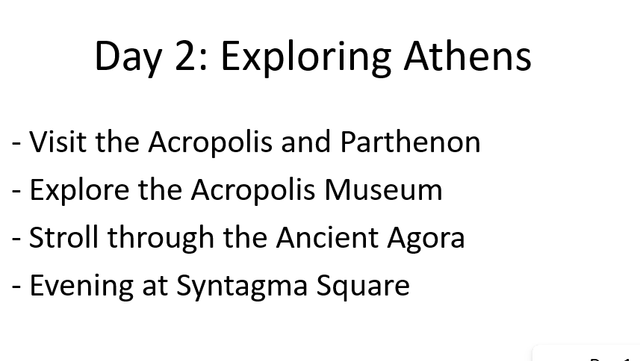 Day 2: Exploring Athens
- Visit the Acropolis and Parthenon
- Explore the Acropolis Museum
- Stroll through the Ancient Agora
- Evening at Syntagma Square